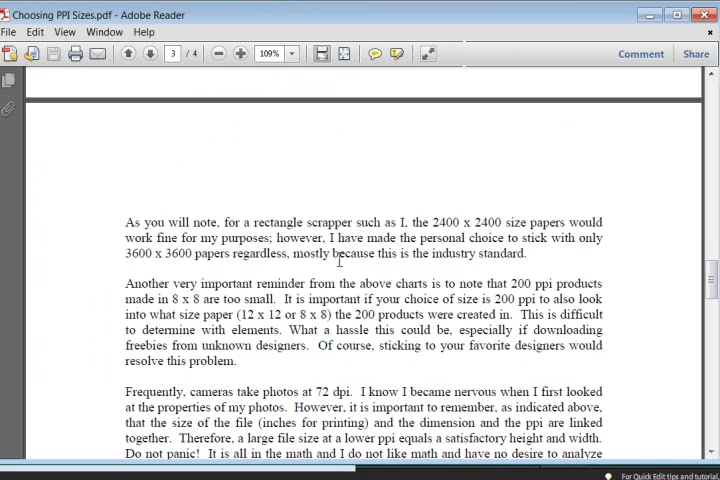 Choosing PPI Sizes.pdf - Adobe Reader
File Edit View Window Help
3 / 4 109% Comment Share
As you will note, for a rectangle scrapper such as I, the 2400 x 2400 size papers would
work fine for my purposes; however, I have made the personal choice to stick with only
3600 x 3600 papers regardless, mostly because this is the industry standard.
Another very important reminder from the above charts is to note that 200 ppi products
made in 8 x 8 are too small. It is important if your choice of size is 200 ppi to also look
into what size paper (12 x 12 or 8 x 8) the 200 products were created in. This is difficult
to determine with elements. What a hassle this could be, especially if downloading
freebies from unknown designers. Of course, sticking to your favorite designers would
resolve this problem.
Frequently, cameras take photos at 72 dpi. I know I became nervous when I first looked
at the properties of my photos. However, it is important to remember, as indicated above,
that the size of the file (inches for printing) and the dimension and the ppi are linked
together. Therefore, a large file size at a lower ppi equals a satisfactory height and width.
Do not panic! It is all in the math and I do not like math and have no desire to analyze
For Quick Edit tips and tutorial,